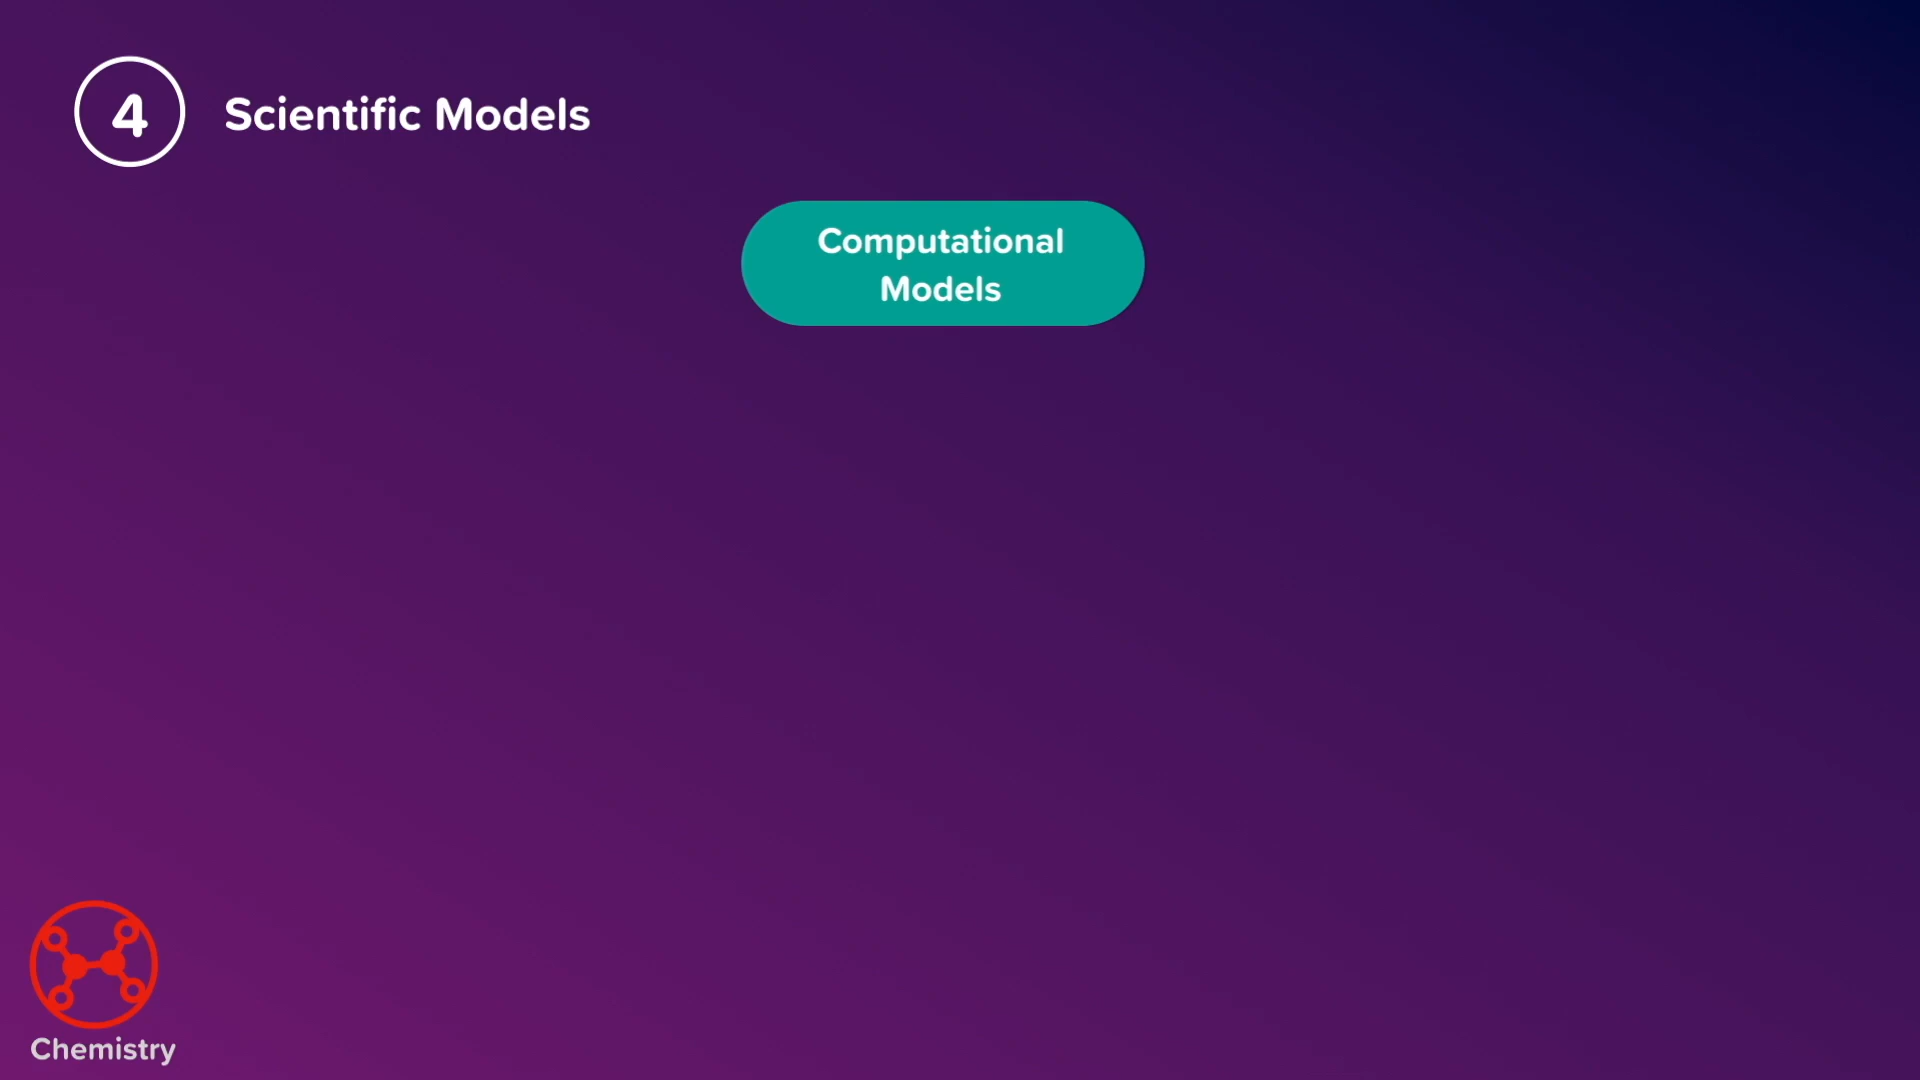 4
Scientific Models
Computational
Models
Chemistry